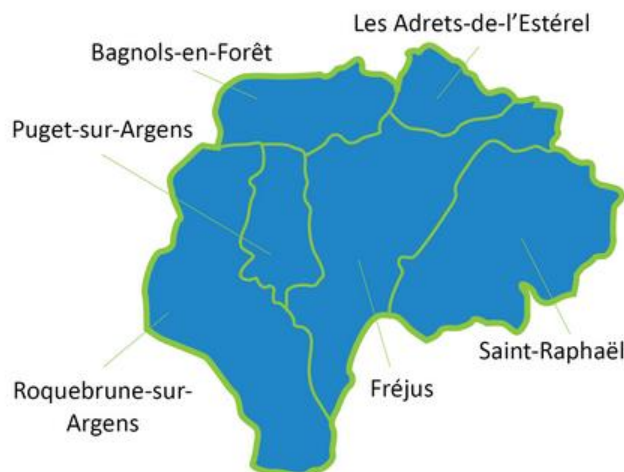 Les Adrets-de-l’Estérel
Bagnols-en-Forêt
Puget-sur-Argens
Saint-Raphaël
Fréjus
Roquebrune-sur-
Argens